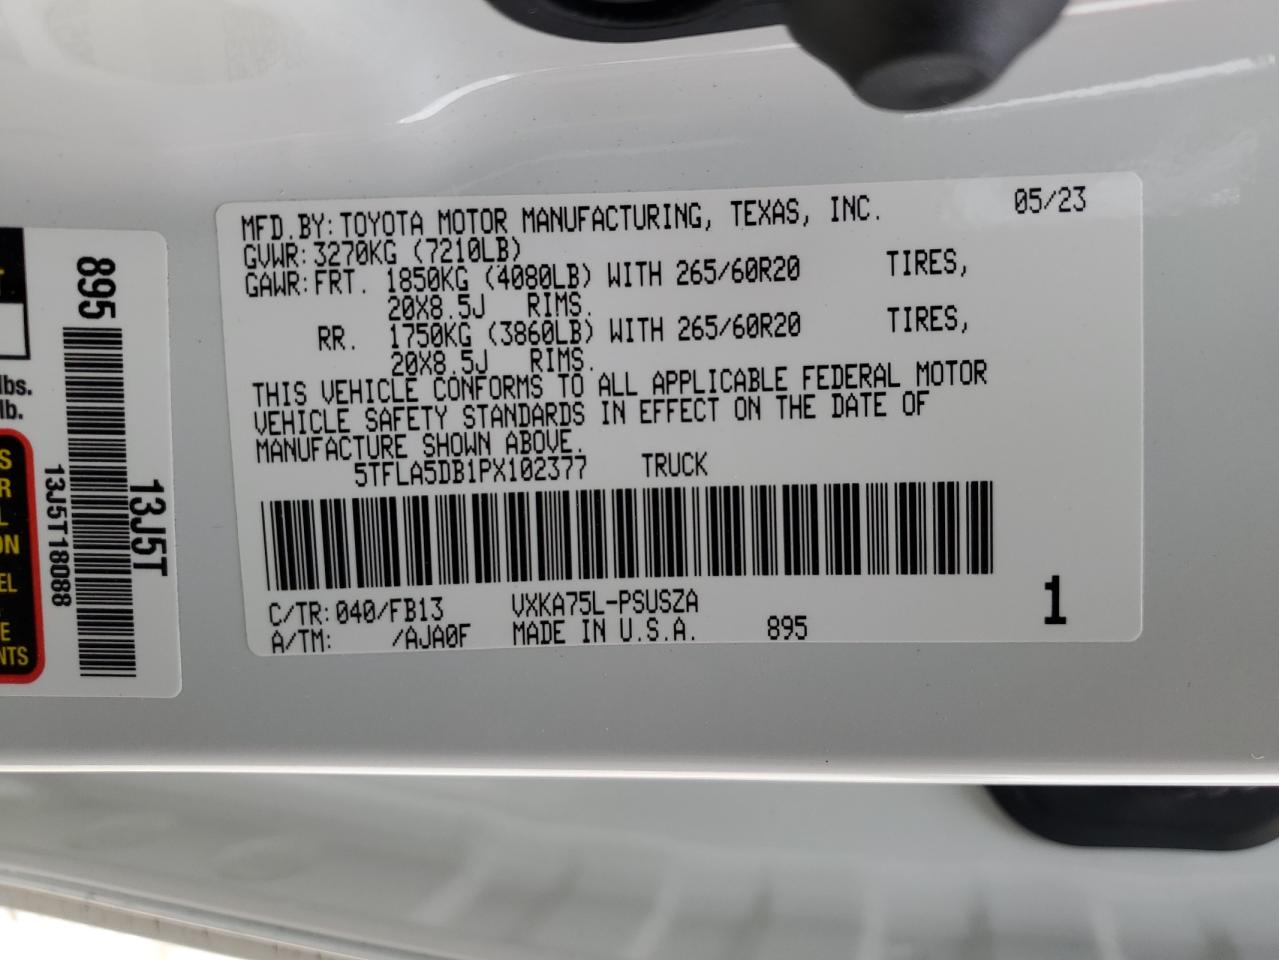 MFD.BY: TOYOTA MOTOR MANUFACTURING, TEXAS, INC. 05/23
GVWR: 3270KG (7210LB)
GAWR: FRT. 1850KG (4080LB) WITH 265/60R20 TIRES,
20X8.5J RIMS.
RR. 1750KG (3860LB) WITH 265/60R20 TIRES,
20X8.5J RIMS.
THIS VEHICLE CONFORMS TO ALL APPLICABLE FEDERAL MOTOR
VEHICLE SAFETY STANDARDS IN EFFECT ON THE DATE OF
MANUFACTURE SHOWN ABOVE.
5TFLA5DB1PX102377 TRUCK
C/TR: 040/FB13 VXKA75L-PSUSZA
A/TM: /AJA0F MADE IN U.S.A. 895
1
895
13J5T
13J5T18088
lbs.
lb.